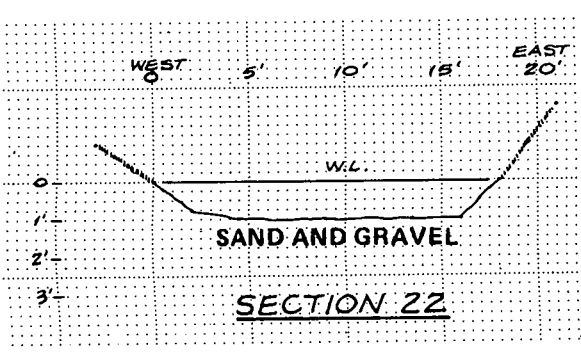 WEST EAST
0 5' 10' 15' 20'
W.L.
0
1'
SAND AND GRAVEL
2'
3'
SECTION 22